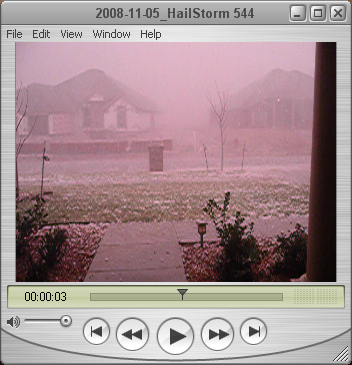 2008-11-05_HailStorm 544
File Edit View Window Help
00:00:03